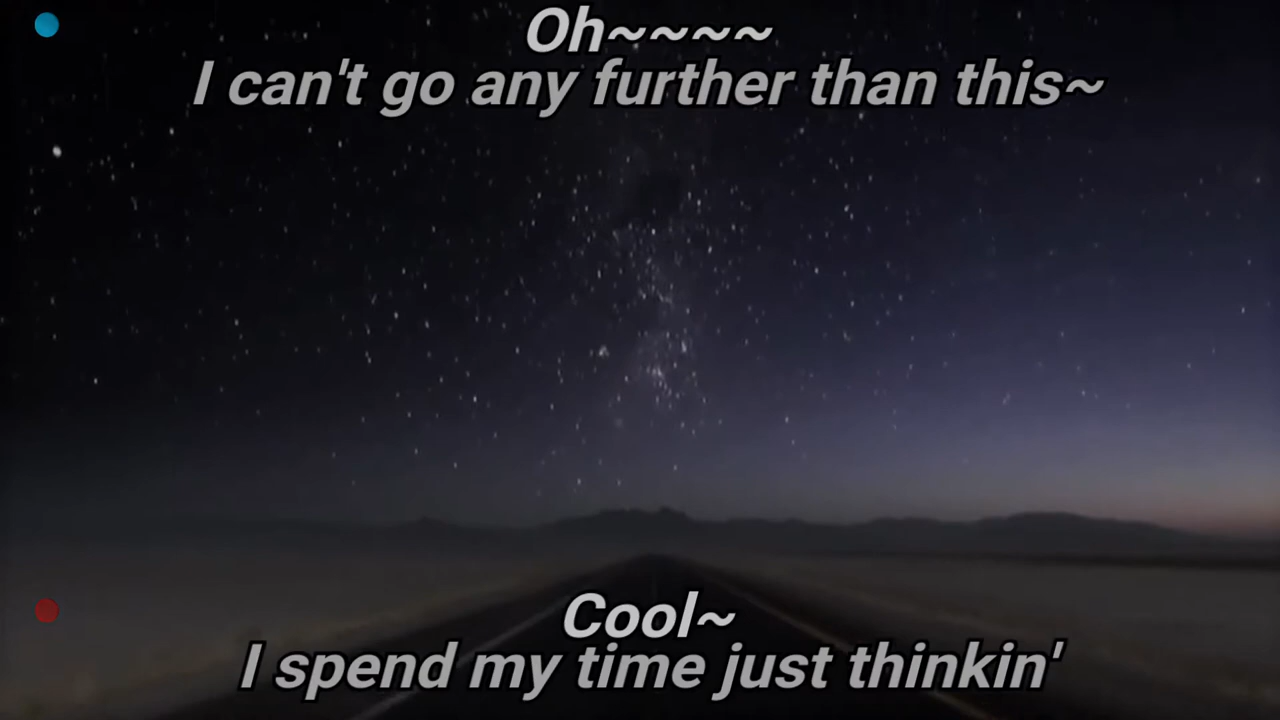 Oh~~~~
I can't go any further than this~
Cool~
I spend my time just thinkin'